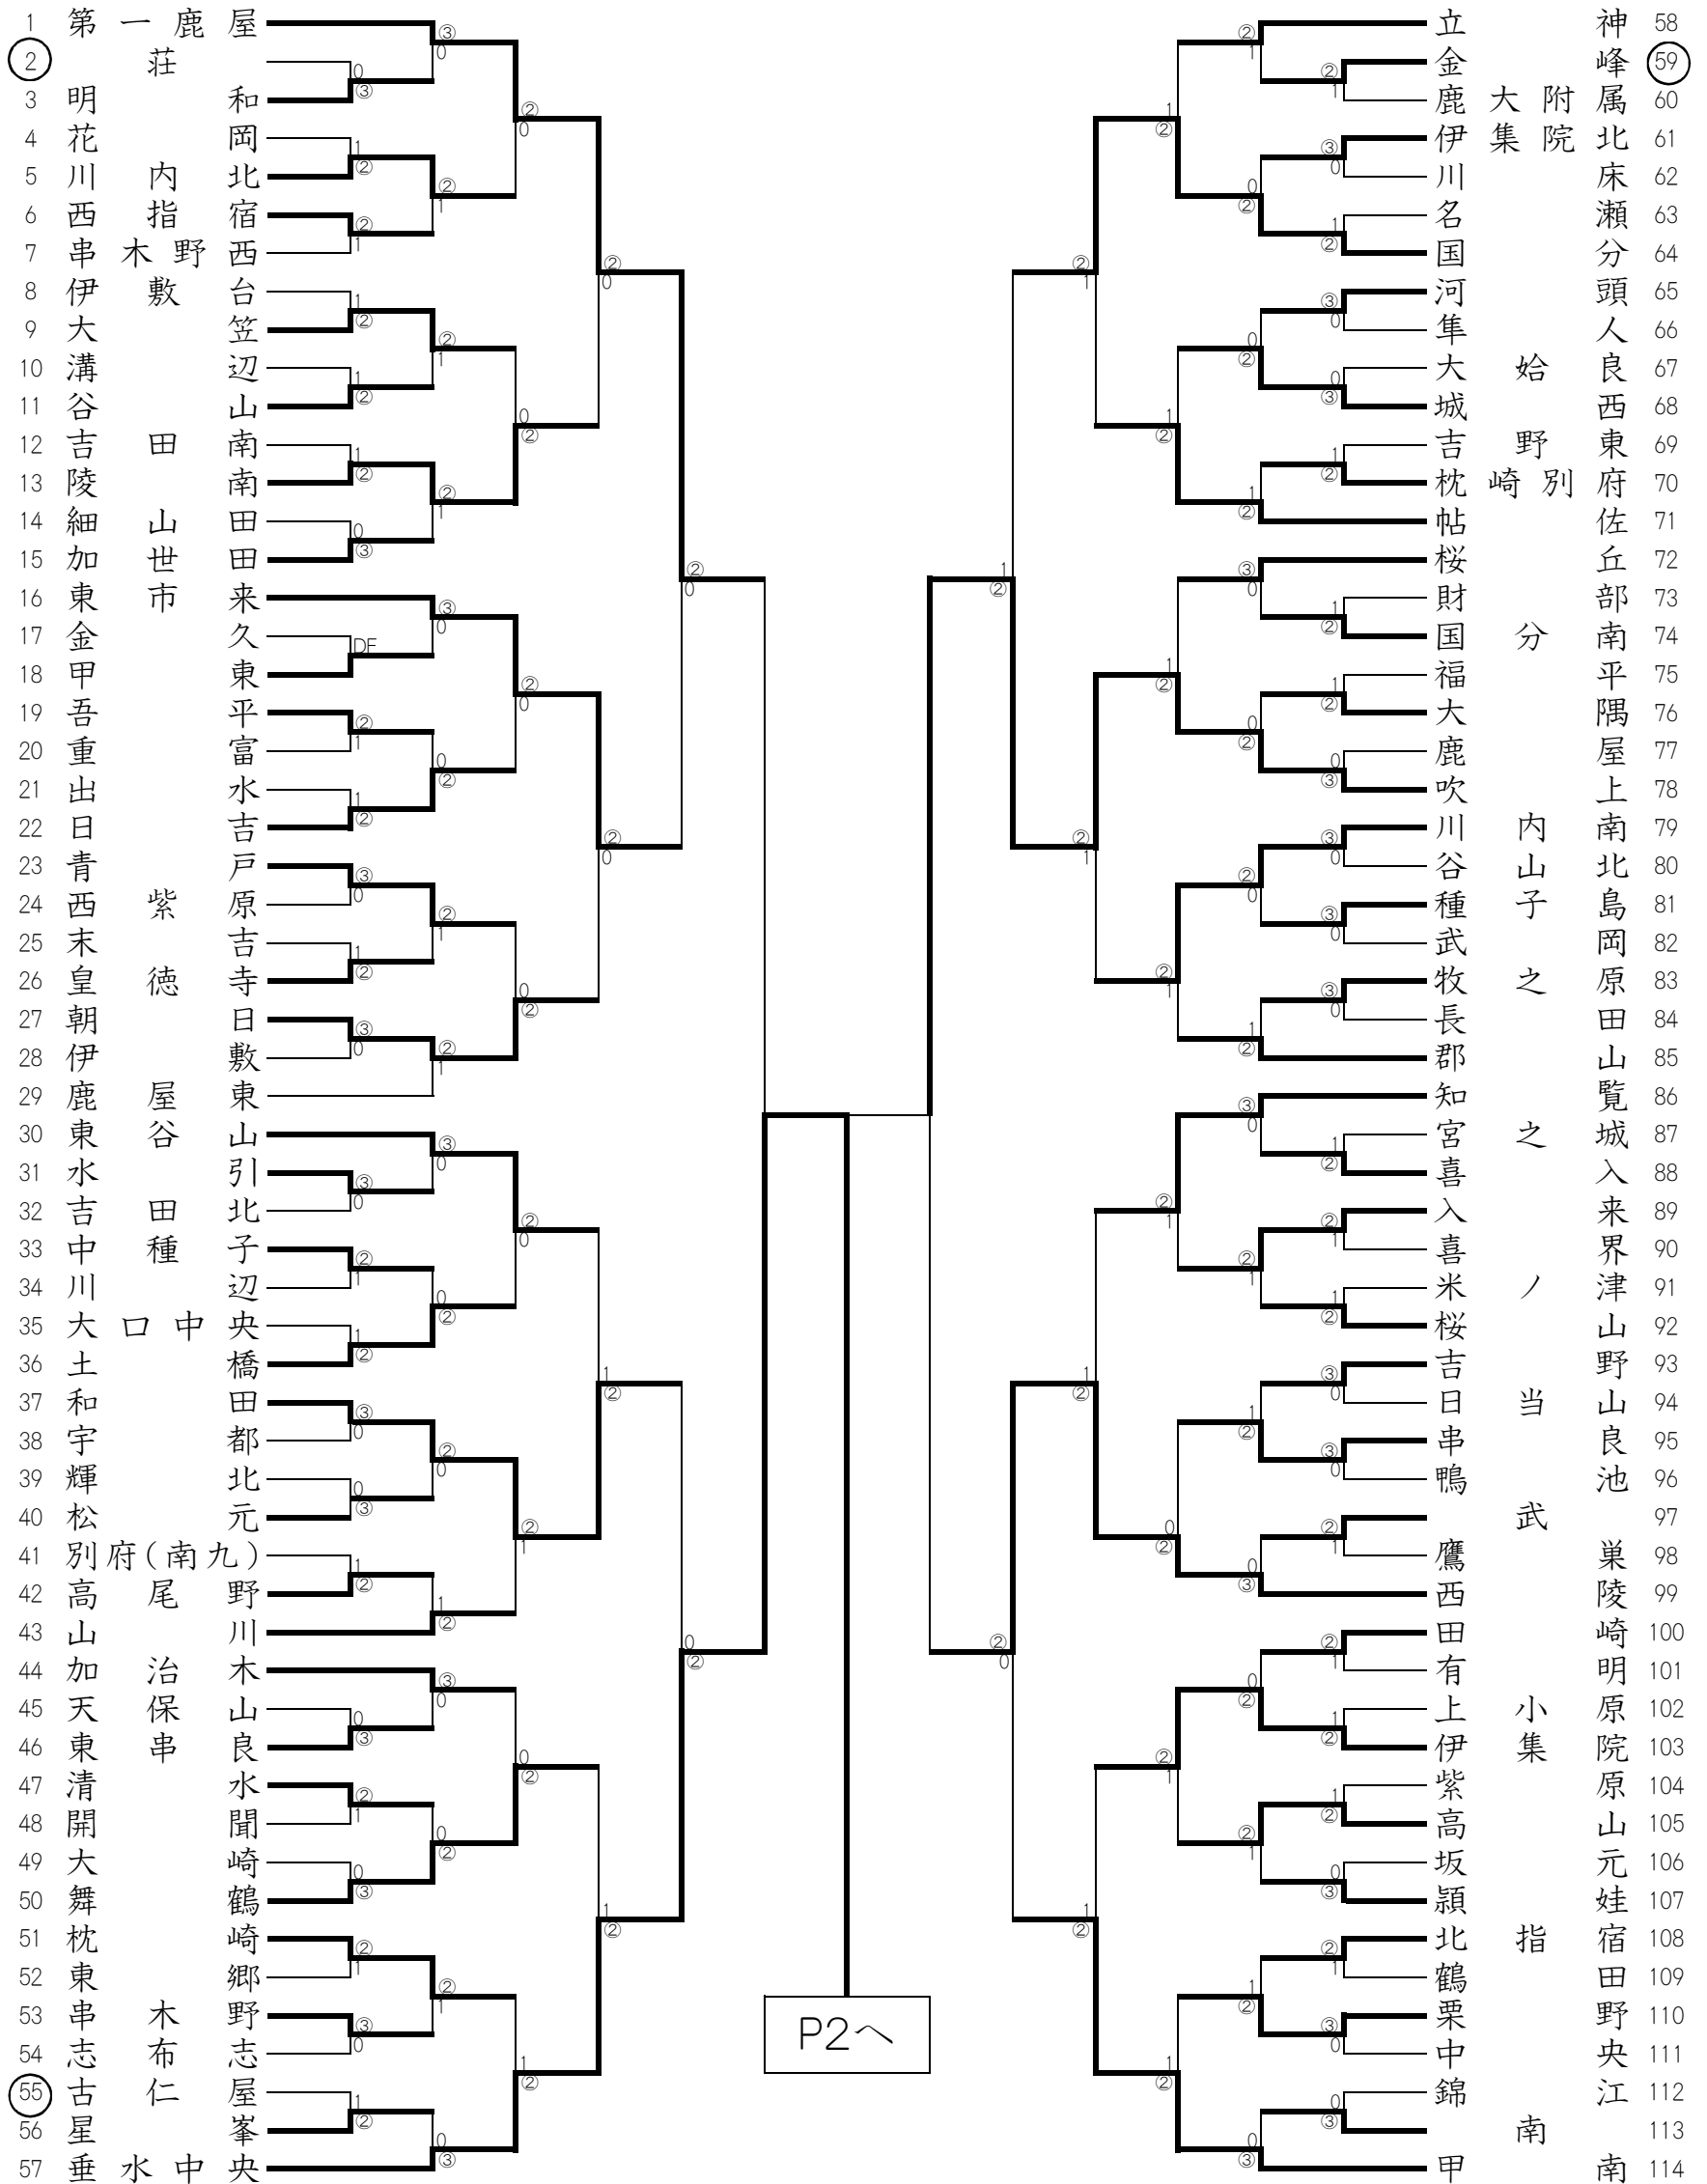 1 第一鹿屋
2 荘
3 明和
4 花岡
5 川内北
6 西指宿
7 串木野西
8 伊敷台
9 大笠
10 溝辺
11 谷山
12 吉田南
13 陵南
14 細山田
15 加世田
16 東市来
17 金久
18 甲東
19 吾平
20 重富
21 出水
22 日吉
23 青戸
24 西紫原
25 末吉
26 皇徳寺
27 朝日
28 伊敷
29 鹿屋東
30 東谷山
31 水引
32 吉田北
33 中種子
34 川辺
35 大口中央
36 土橋
37 和田
38 宇都
39 輝北
40 松元
41 別府(南九)
42 高尾野
43 山川
44 加治木
45 天保山
46 東串良
47 清水
48 開聞
49 大崎
50 舞鶴
51 枕崎
52 東郷
53 串木野
54 志布志
55 古仁屋
56 星峯
57 垂水中央
DF
P2へ
立神 58
金峰 59
鹿大附属 60
伊集院北 61
川床 62
名瀬 63
国分 64
河頭 65
隼人 66
大姶良 67
城西 68
吉野東 69
枕崎別府 70
帖佐 71
桜丘 72
財部 73
国分南 74
福平 75
大隅 76
鹿屋 77
吹上 78
川内南 79
谷山北 80
種子島 81
武岡 82
牧之原 83
長田 84
郡山 85
知覧 86
宮之城 87
喜入 88
入来 89
喜界 90
米ノ津 91
桜山 92
吉野 93
日当山 94
串良 95
鴨池 96
武 97
鷹巣 98
西陵 99
田崎 100
有明 101
上小原 102
伊集院 103
紫原 104
高山 105
坂元 106
頴娃 107
北指宿 108
鶴田 109
栗野 110
中央 111
錦江 112
南 113
甲南 114